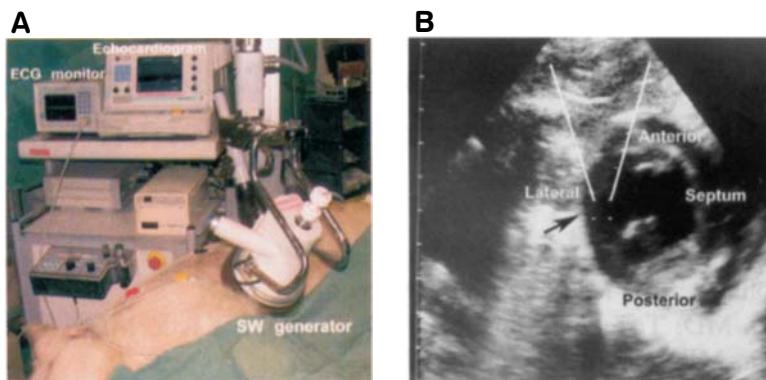 A
B
Echocardiogram
ECG monitor
SW generator
Anterior
Lateral
Septum
Posterior